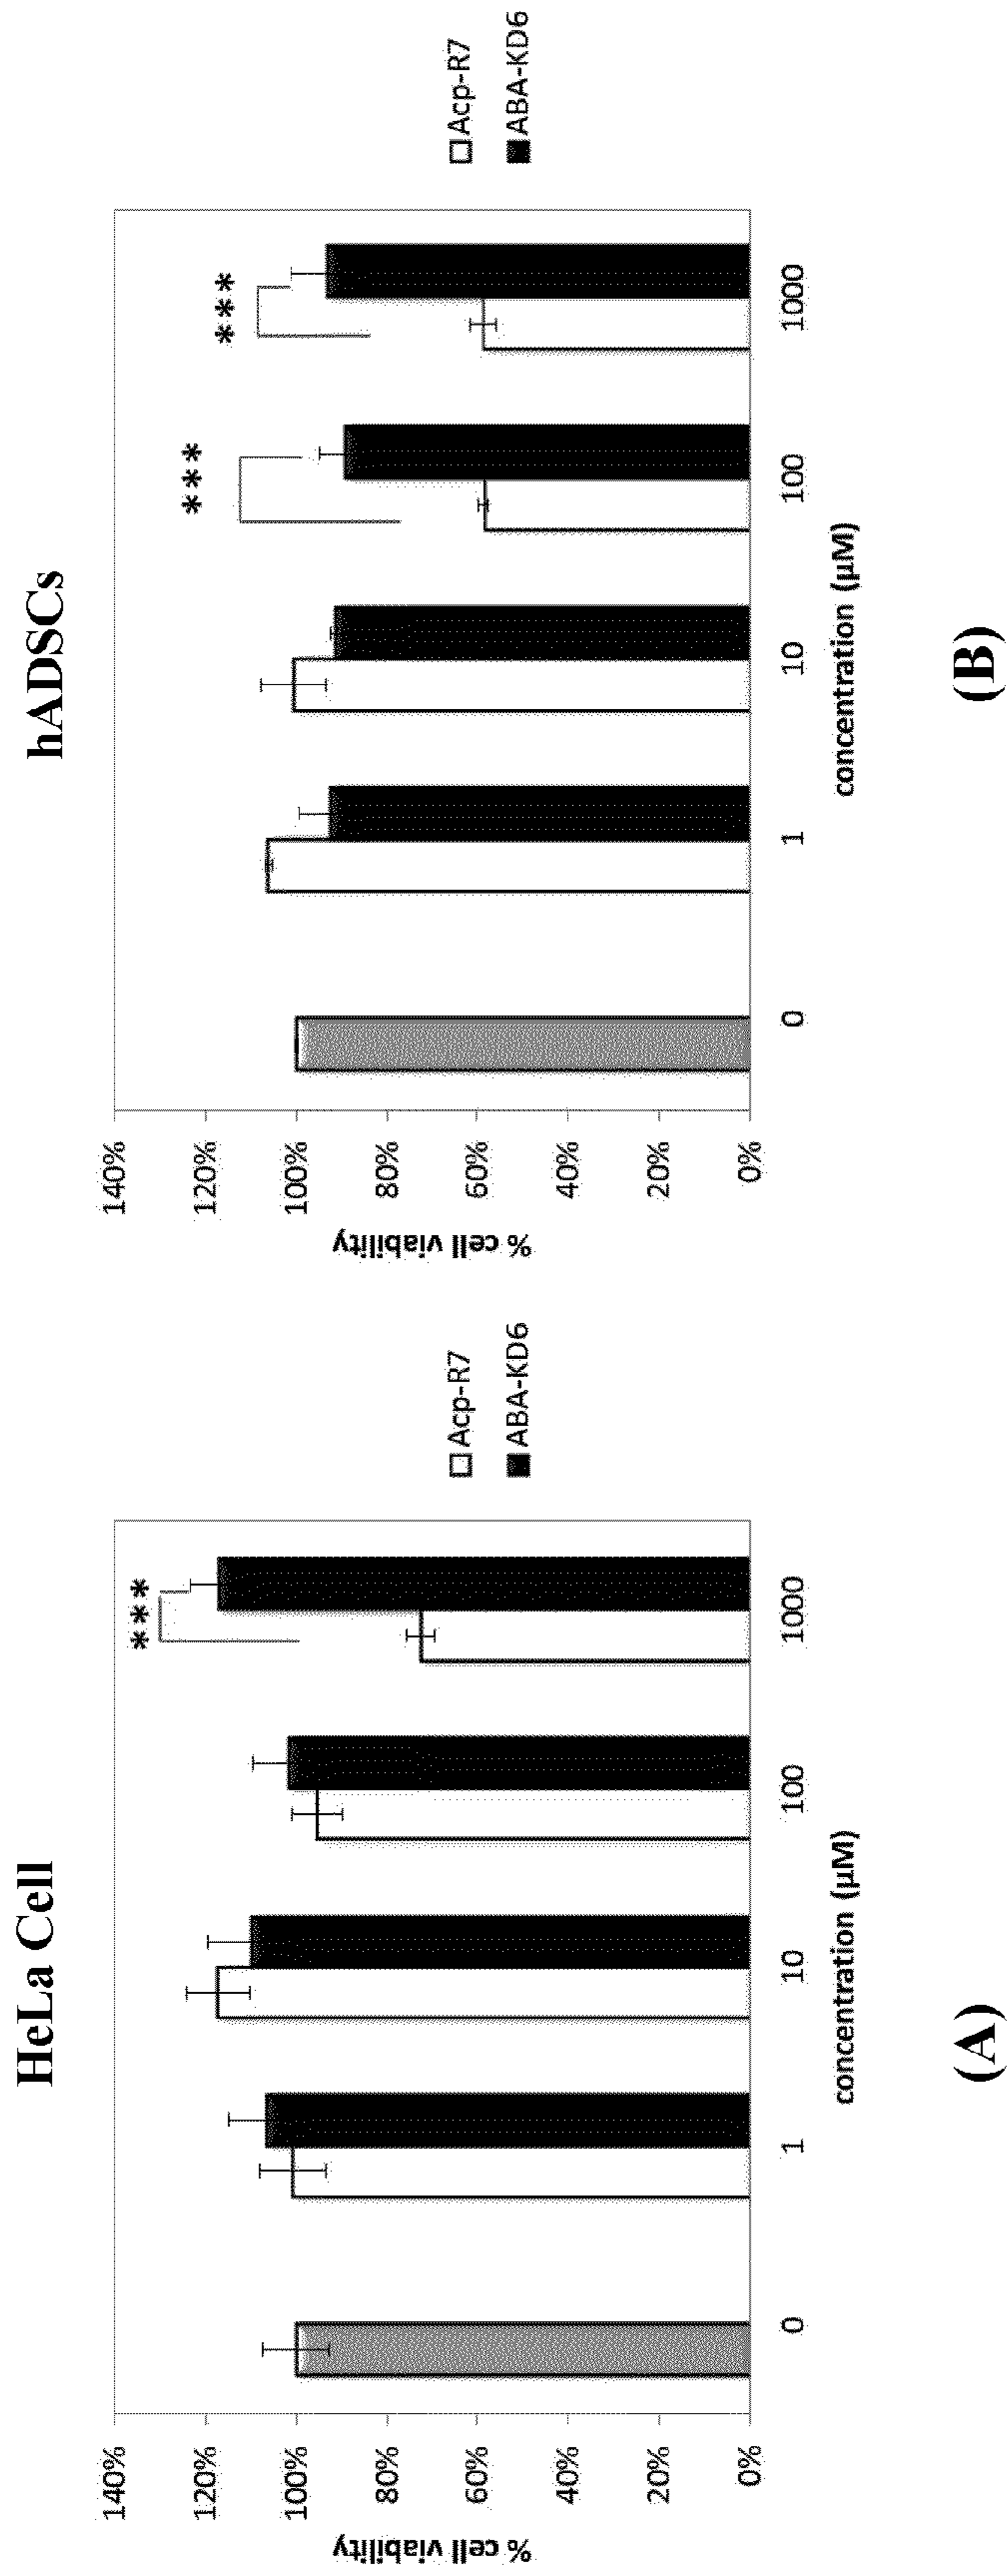 HeLa Cell
140%
120%
100%
80%
60%
40%
20%
0%
% cell viability
***
0 1 10 100 1000
concentration (µM)
Acp-R7
ABA-KD6
(A)
hADSCs
140%
120%
100%
80%
60%
40%
20%
0%
% cell viability
***
***
0 1 10 100 1000
concentration (µM)
Acp-R7
ABA-KD6
(B)